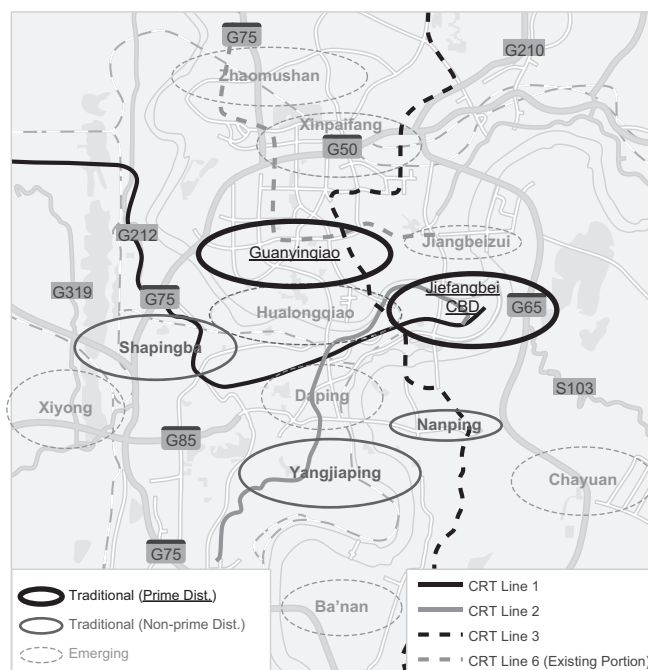 G75
G210
Zhaomushan
Xinpaifang
G50
G212
Guanyinqiao
Jiangbeizui
G319
G75
Jiefangbei
CBD
G65
Hualongqiao
Shapingba
S103
Xiyong
Daping
Nanping
G85
Yangjiaping
Chayuan
G75
Ba'nan
Traditional (Prime Dist.)
Traditional (Non-prime Dist.)
Emerging
CRT Line 1
CRT Line 2
CRT Line 3
CRT Line 6 (Existing Portion)